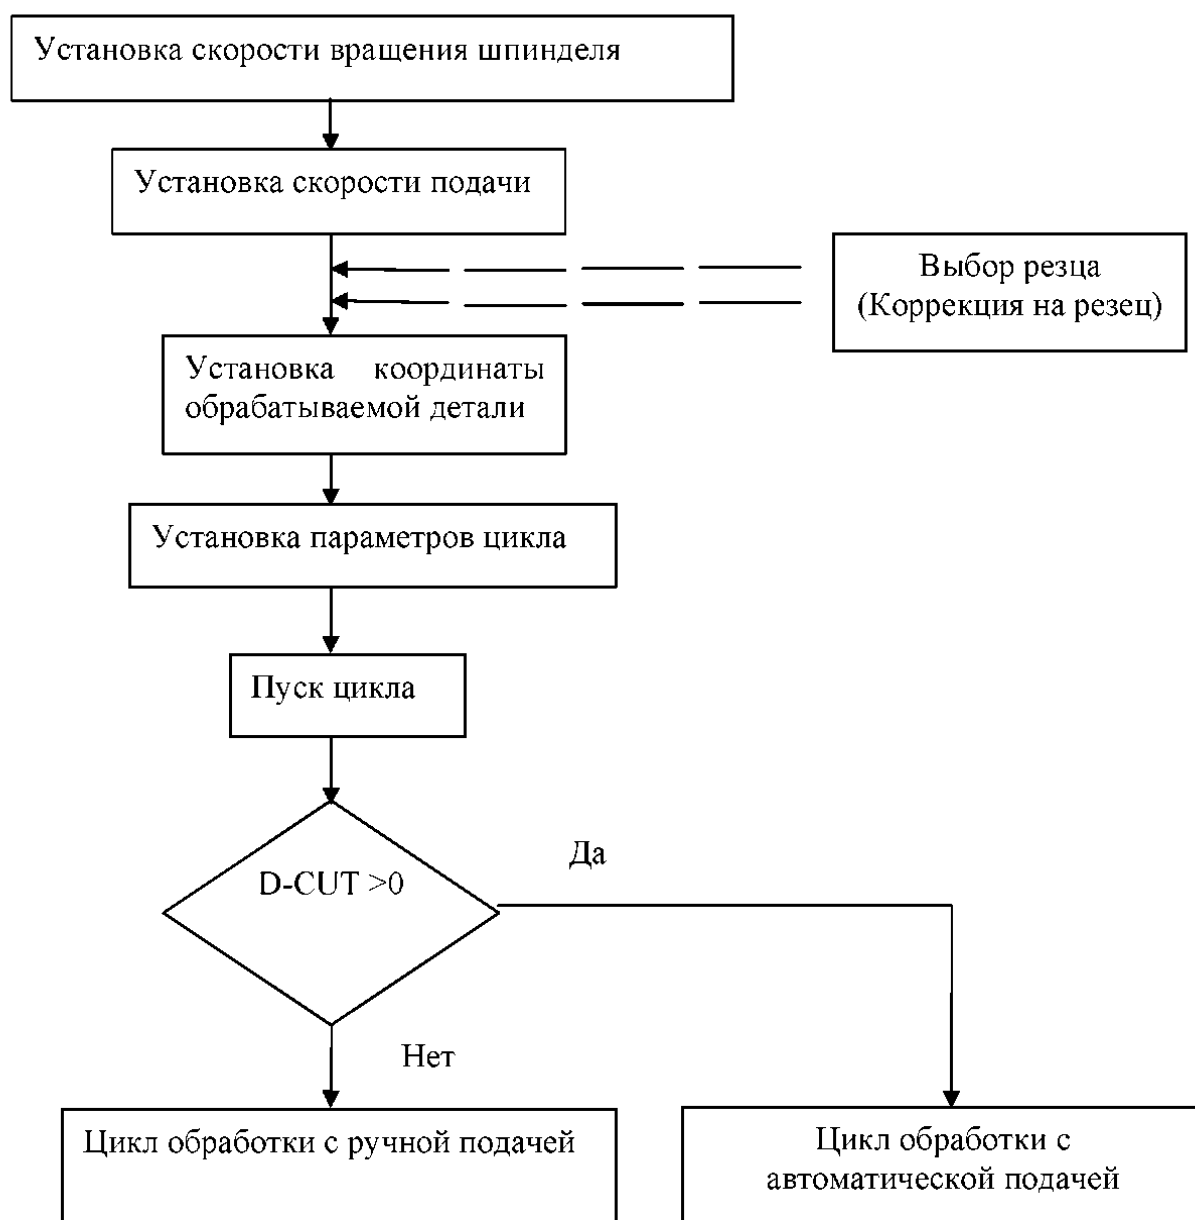 Установка скорости вращения шпинделя
Установка скорости подачи
Выбор резца
(Коррекция на резец)
Установка координаты
обрабатываемой детали
Установка параметров цикла
Пуск цикла
D-CUT >0
Да
Нет
Цикл обработки с ручной подачей
Цикл обработки с
автоматической подачей